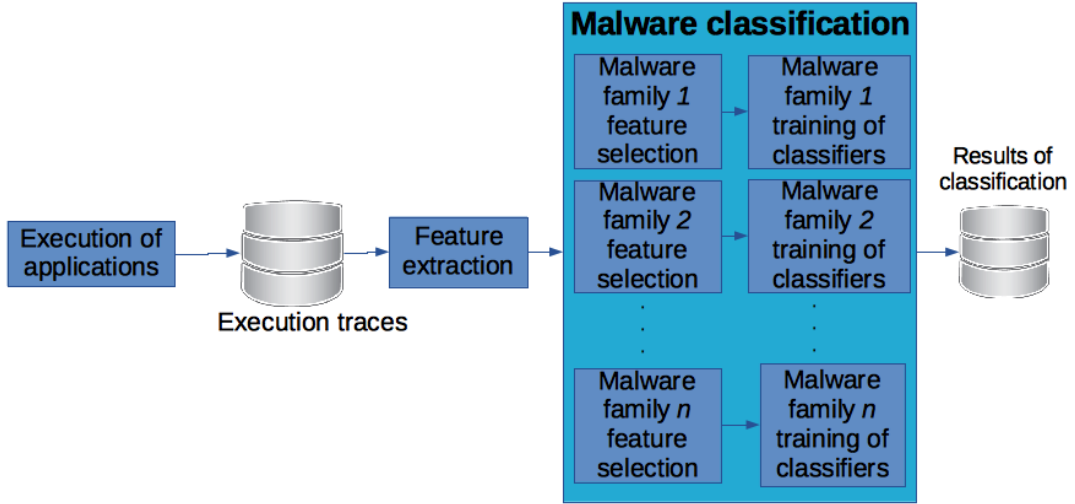 Malware classification
Execution of
applications
Execution traces
Feature
extraction
Malware
family 1
feature
selection
Malware
family 1
training of
classifiers
Malware
family 2
feature
selection
Malware
family 2
training of
classifiers
. . .
. . .
Malware
family n
feature
selection
Malware
family n
training of
classifiers
Results of
classification